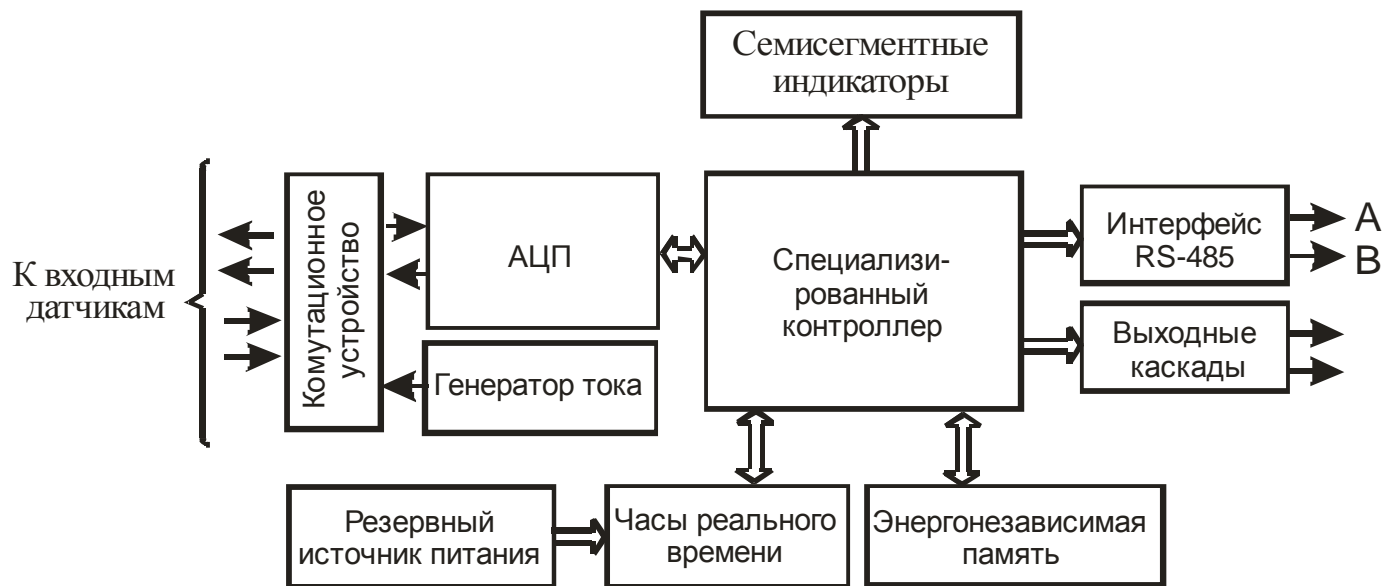 Семисегментные
индикаторы
К входным
датчикам
Комутационное
устройство
АЦП
Генератор тока
Специализи-
рованный
контроллер
Интерфейс
RS-485
A
B
Выходные
каскады
Резервный
источник питания
Часы реального
времени
Энергонезависимая
память